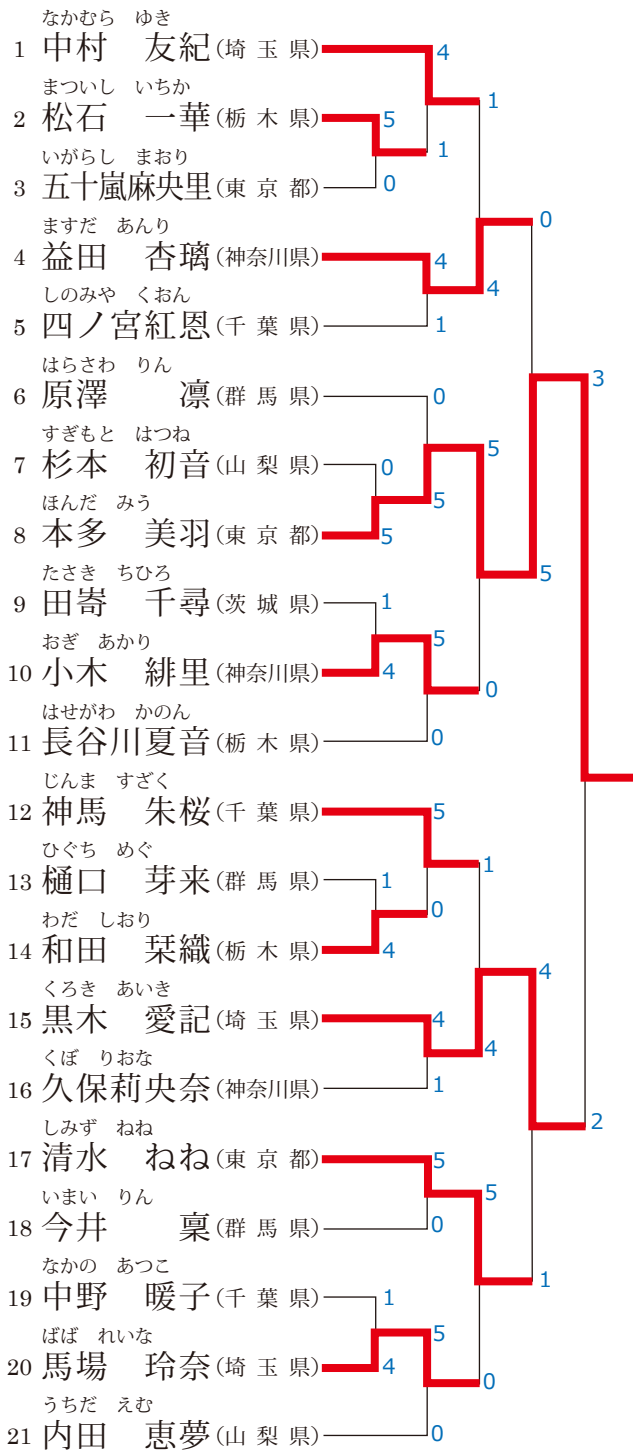 なかむら ゆき
1 中村 友紀 (埼玉県) 4
1
まついし いちか
2 松石 一華 (栃木県) 5
1
いがらし まおり
3 五十嵐麻央里 (東京都) 0
0
ますだ あんり
4 益田 杏璃 (神奈川県) 4
4
しのみや くおん
5 四ノ宮紅恩 (千葉県) 1
3
はらさわ りん
6 原澤 凛 (群馬県) 0
5
すぎもと はつね
7 杉本 初音 (山梨県) 0
5
ほんだ みう
8 本多 美羽 (東京都) 5
5
たさき ちひろ
9 田嵜 千尋 (茨城県) 1
5
おぎ あかり
10 小木 緋里 (神奈川県) 4
0
はせがわ かのん
11 長谷川夏音 (栃木県) 0
じんま すざく
12 神馬 朱桜 (千葉県) 5
1
ひぐち めぐ
13 樋口 芽来 (群馬県) 1
0
わだ しおり
14 和田 栞織 (栃木県) 4
4
くろき あいき
15 黒木 愛記 (埼玉県) 4
4
くぼ りおな
16 久保莉央奈 (神奈川県) 1
2
しみず ねね
17 清水 ねね (東京都) 5
5
いまい りん
18 今井 稟 (群馬県) 0
1
なかの あつこ
19 中野 暖子 (千葉県) 1
5
ばば れいな
20 馬場 玲奈 (埼玉県) 4
0
うちだ えむ
21 内田 恵夢 (山梨県) 0